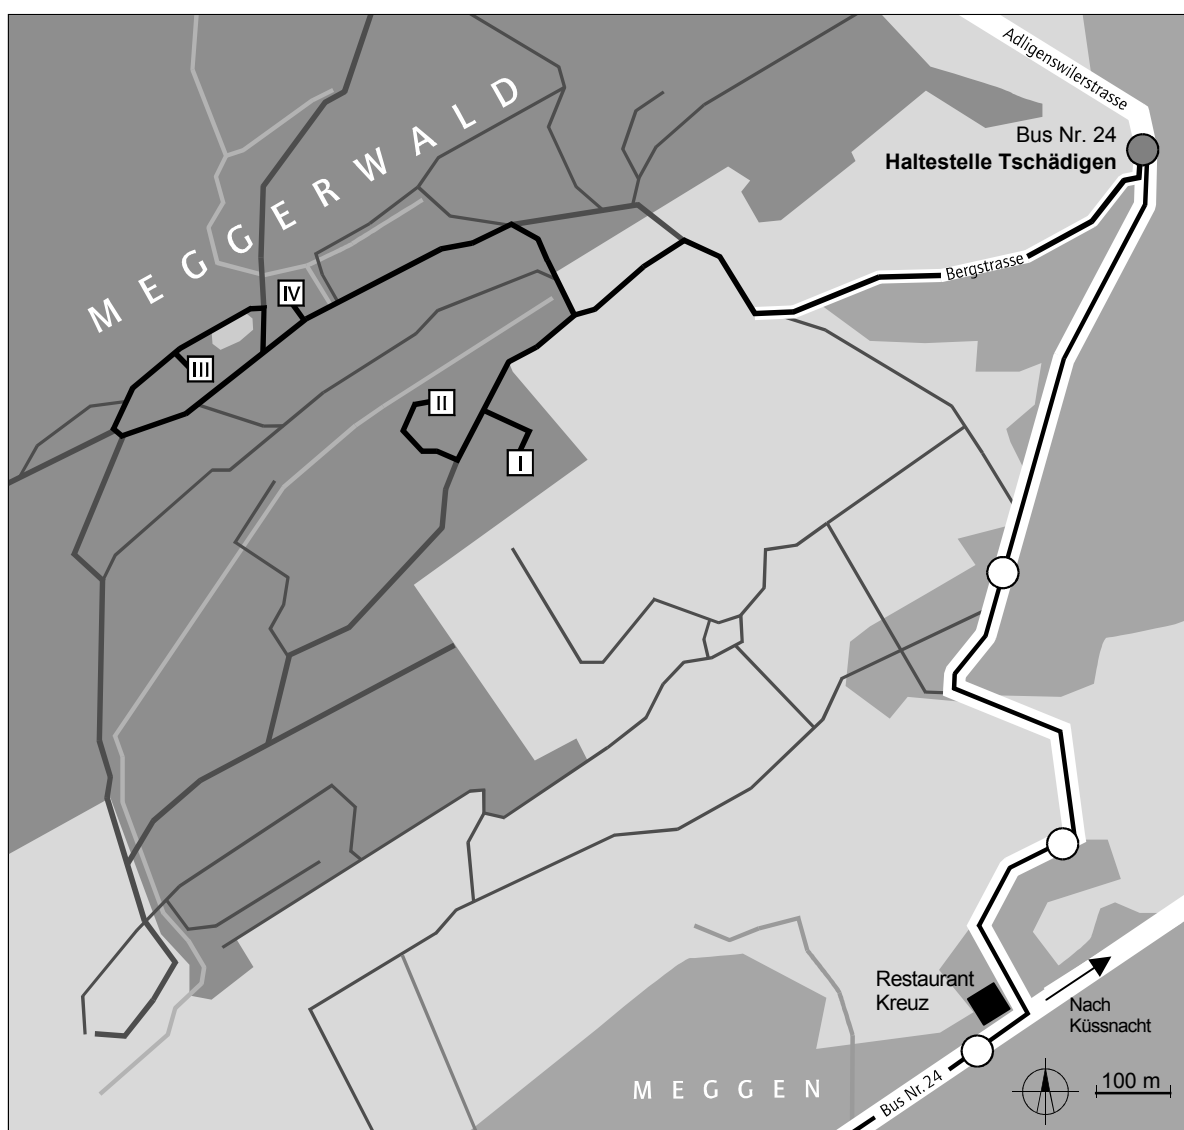 Adligenswilerstrasse
Bus Nr. 24
Haltestelle Tschädigen
MEGGERWALD
Bergstrasse
IV
III
II
I
Restaurant
Kreuz
Nach
Küssnacht
MEGGEN
Bus Nr. 24
100 m